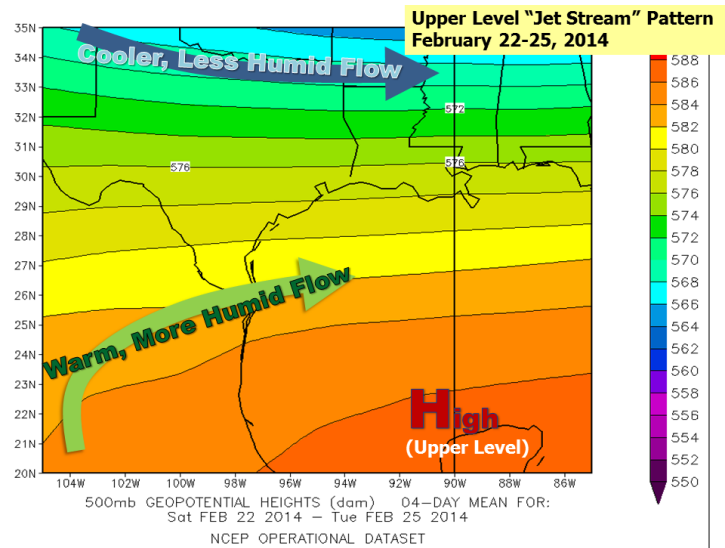 Upper Level “Jet Stream” Pattern
February 22-25, 2014
Cooler, Less Humid Flow
Warm, More Humid Flow
High
(Upper Level)
572
576
576
35N
34N
33N
32N
31N
30N
29N
28N
27N
26N
25N
24N
23N
22N
21N
20N
104W 102W 100W 98W 96W 94W 92W 90W 88W 86W
588
586
584
582
580
578
576
574
572
570
568
566
564
562
560
558
556
554
552
550
500mb GEOPOTENTIAL HEIGHTS (dam) 04-DAY MEAN FOR:
Sat FEB 22 2014 – Tue FEB 25 2014
NCEP OPERATIONAL DATASET